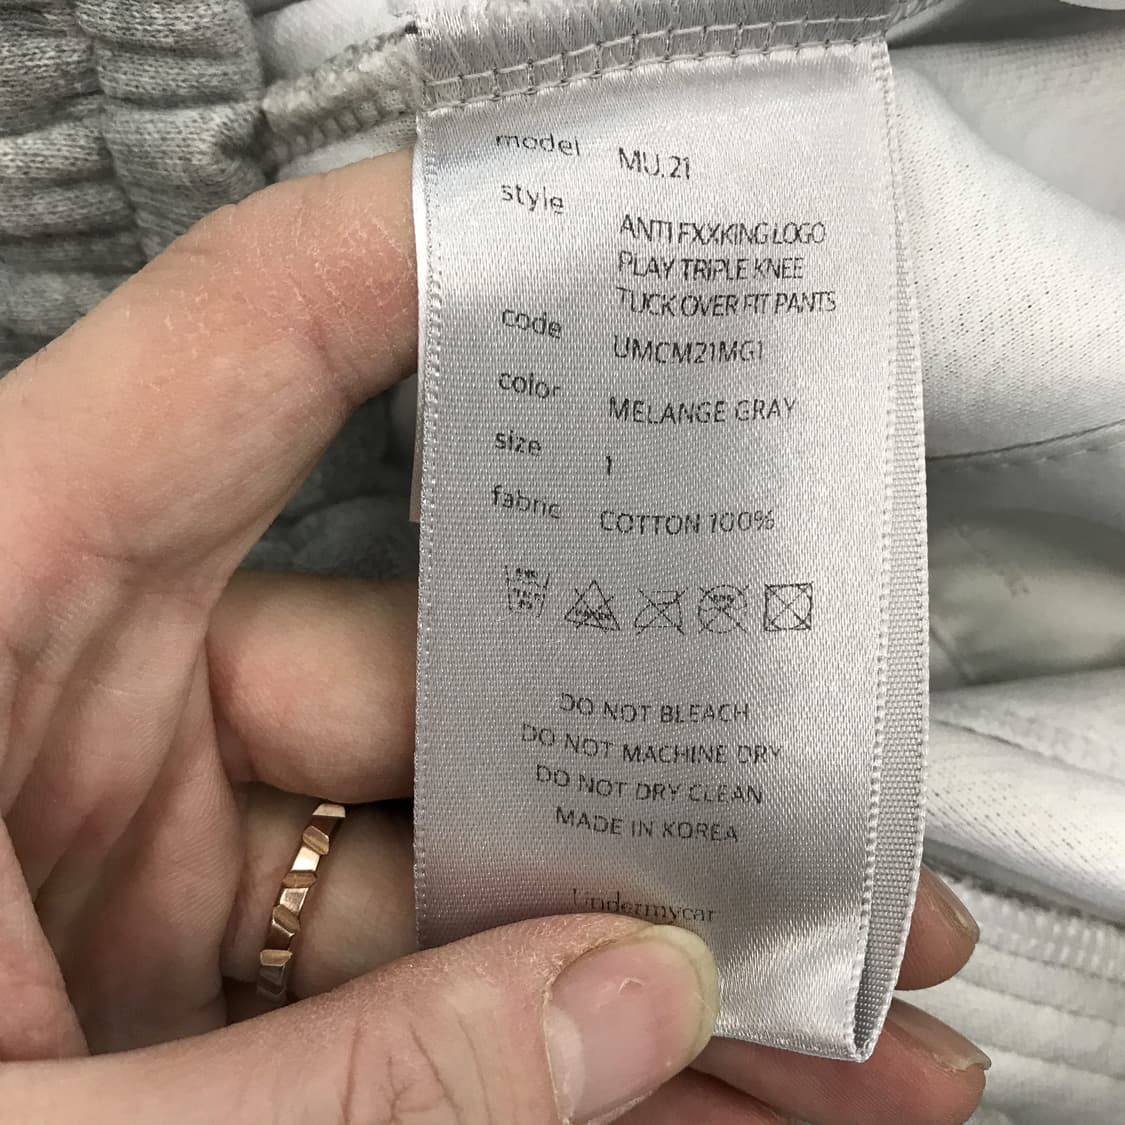 model MU.21
style ANTI FXXKING LOGO
PLAY TRIPLE KNEE
TUCK OVER FIT PANTS
code UMCM21MG1
color MELANGE GRAY
size 1
fabric COTTON 100%
DO NOT BLEACH
DO NOT MACHINE DRY
DO NOT DRY CLEAN
MADE IN KOREA
Undermycar